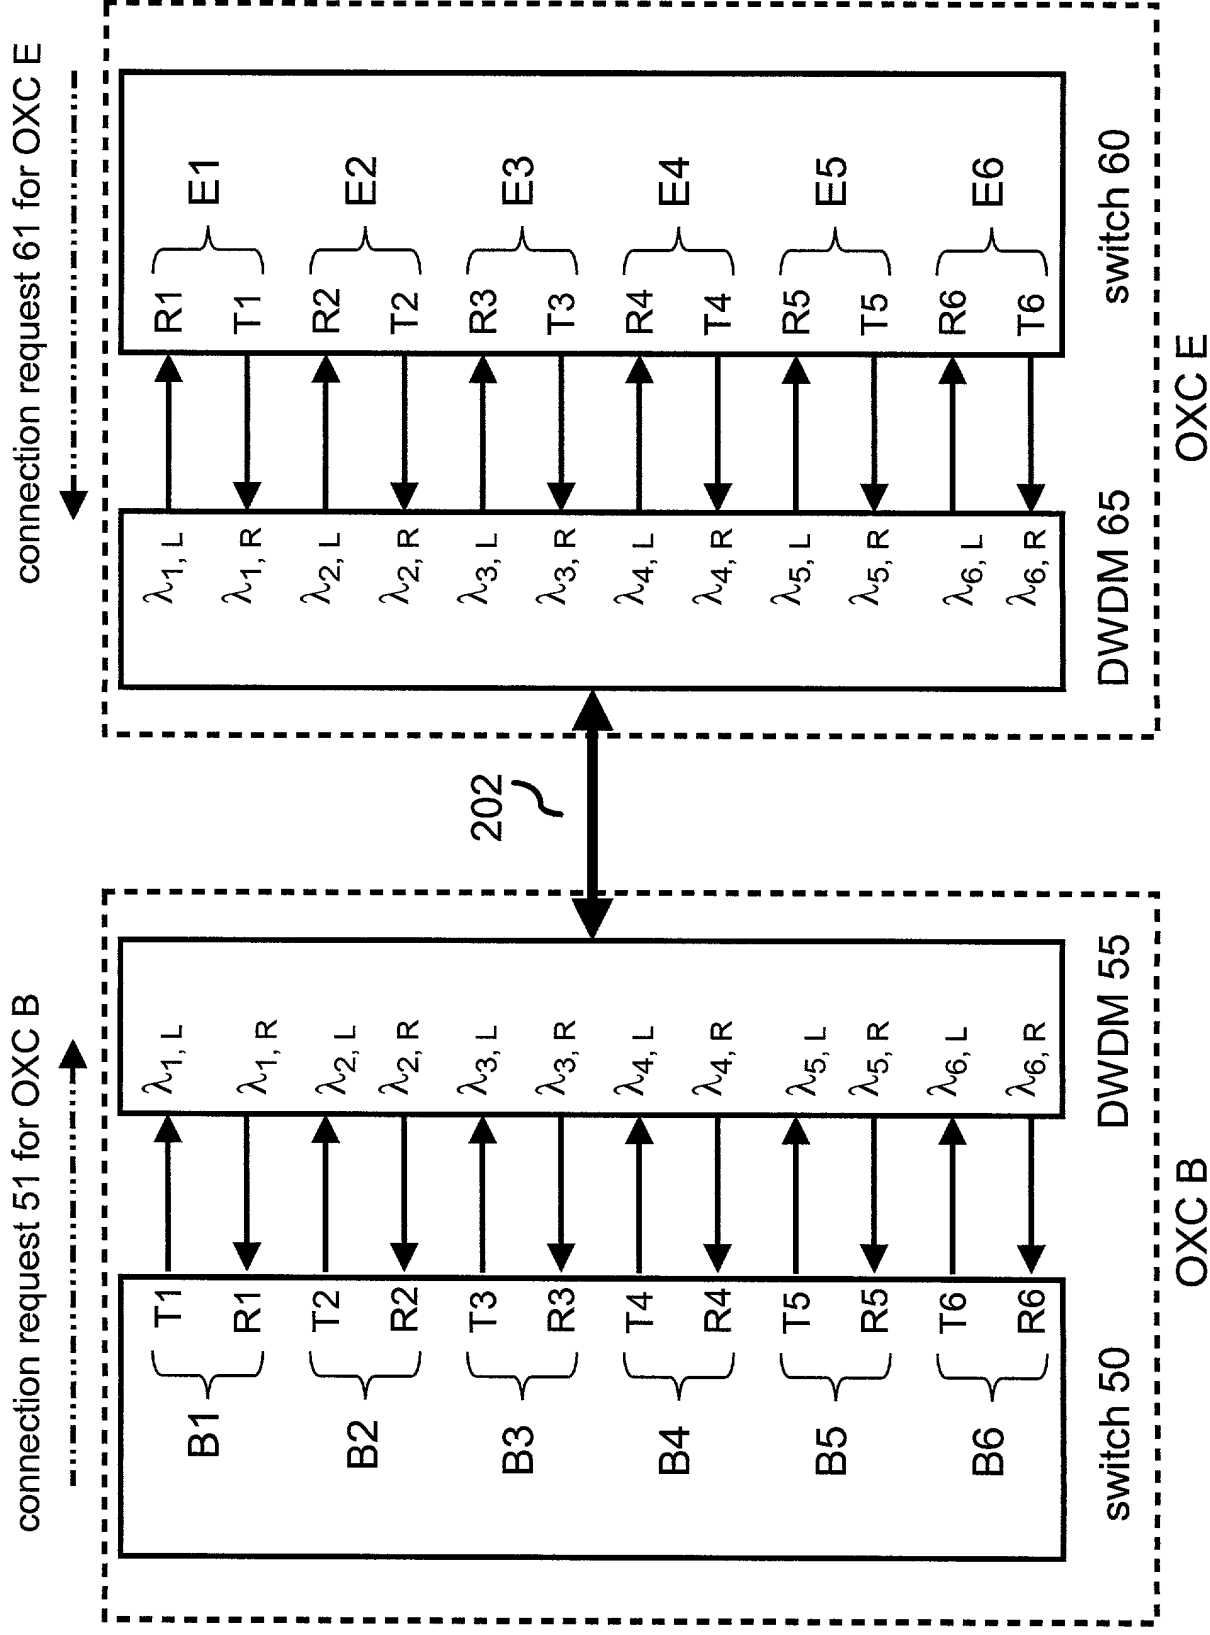 connection request 51 for OXC B
connection request 61 for OXC E
B1
T1
R1
λ1, L
λ1, R
B2
T2
R2
λ2, L
λ2, R
B3
T3
R3
λ3, L
λ3, R
B4
T4
R4
λ4, L
λ4, R
B5
T5
R5
λ5, L
λ5, R
B6
T6
R6
λ6, L
λ6, R
switch 50
DWDM 55
OXC B
202
λ1, L
λ1, R
R1
T1
E1
λ2, L
λ2, R
R2
T2
E2
λ3, L
λ3, R
R3
T3
E3
λ4, L
λ4, R
R4
T4
E4
λ5, L
λ5, R
R5
T5
E5
λ6, L
λ6, R
R6
T6
E6
DWDM 65
switch 60
OXC E